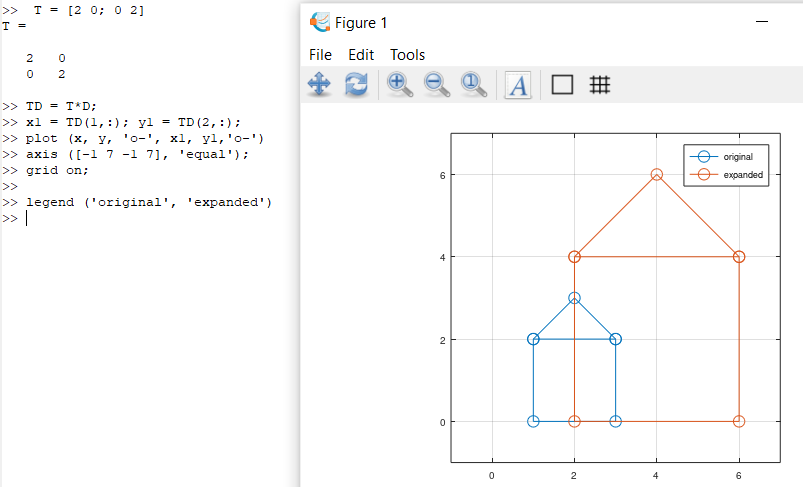 >>  T = [2 0; 0 2]
T =

   2   0
   0   2

>> TD = T*D;
>> x1 = TD(1,:); y1 = TD(2,:);
>> plot (x, y, 'o-', x1, y1,'o-')
>> axis ([-1 7 -1 7], 'equal');
>> grid on;
>>
>> legend ('original', 'expanded')
>>
Figure 1
File Edit Tools
A
original
expanded
6
4
2
0
0 2 4 6